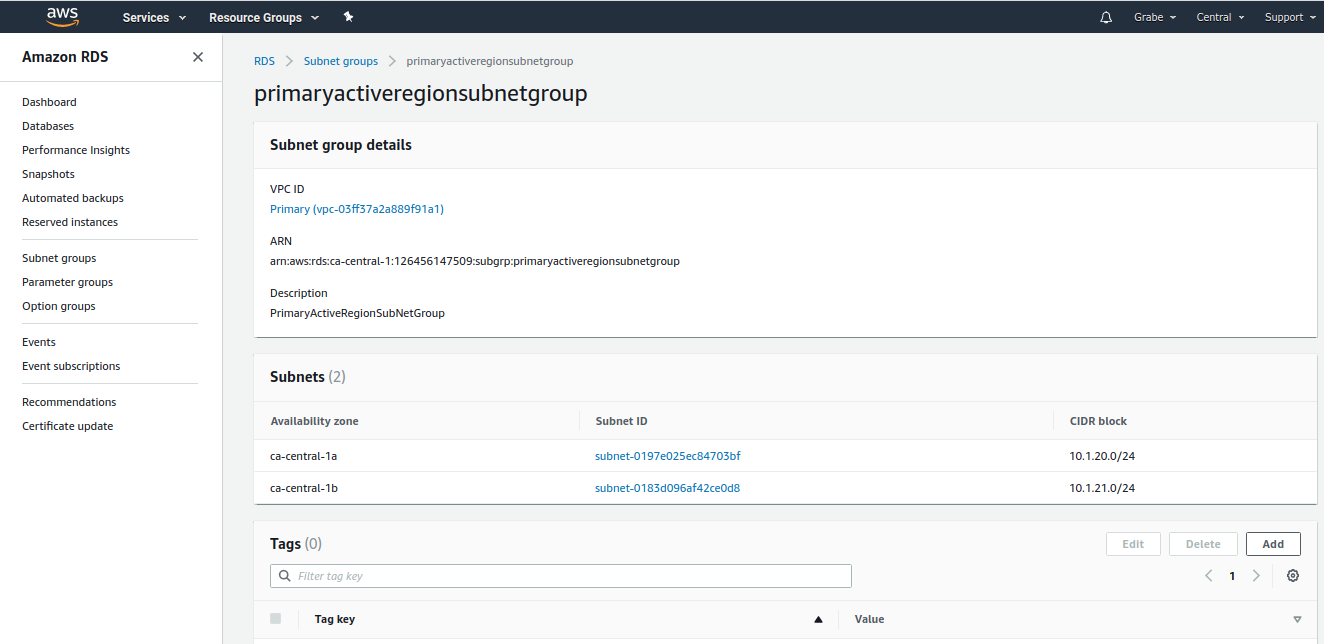 aws Services Resource Groups Grabe Central Support
Amazon RDS
Dashboard
Databases
Performance Insights
Snapshots
Automated backups
Reserved instances
Subnet groups
Parameter groups
Option groups
Events
Event subscriptions
Recommendations
Certificate update
RDS Subnet groups primaryactiveregionsubnetgroup
primaryactiveregionsubnetgroup
Subnet group details
VPC ID
Primary (vpc-03ff37a2a889f91a1)
ARN
arn:aws:rds:ca-central-1:126456147509:subgrp:primaryactiveregionsubnetgroup
Description
PrimaryActiveRegionSubNetGroup
Subnets (2)
Availability zone Subnet ID CIDR block
ca-central-1a subnet-0197e025ec84703bf 10.1.20.0/24
ca-central-1b subnet-0183d096af42ce0d8 10.1.21.0/24
Tags (0) Edit Delete Add
Filter tag key 1
Tag key Value